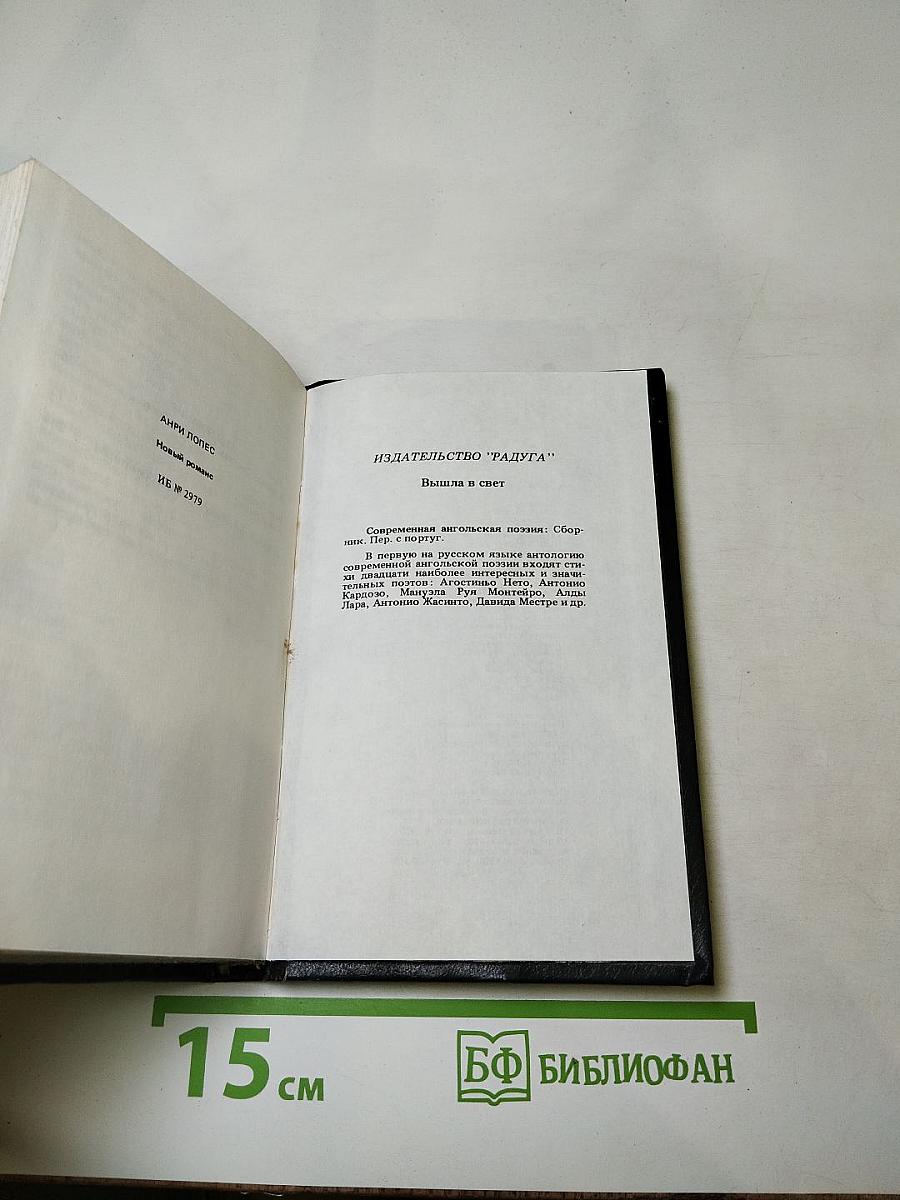 АНРИ ЛОПЕС
Новый романс
ИБ № 2979
ИЗДАТЕЛЬСТВО "РАДУГА"
Вышла в свет
Современная ангольская поэзия: Сбор-
ник. Пер. с португ.
В первую на русском языке антологию
современной ангольской поэзии входят сти-
хи двадцати наиболее интересных и значи-
тельных поэтов: Агостиньо Нето, Антонио
Кардозо, Мануэла Руя Монтейро, Алды
Лара, Антонио Жасинто, Давида Местре и др.
15 см
БФ БИБЛИОФАН